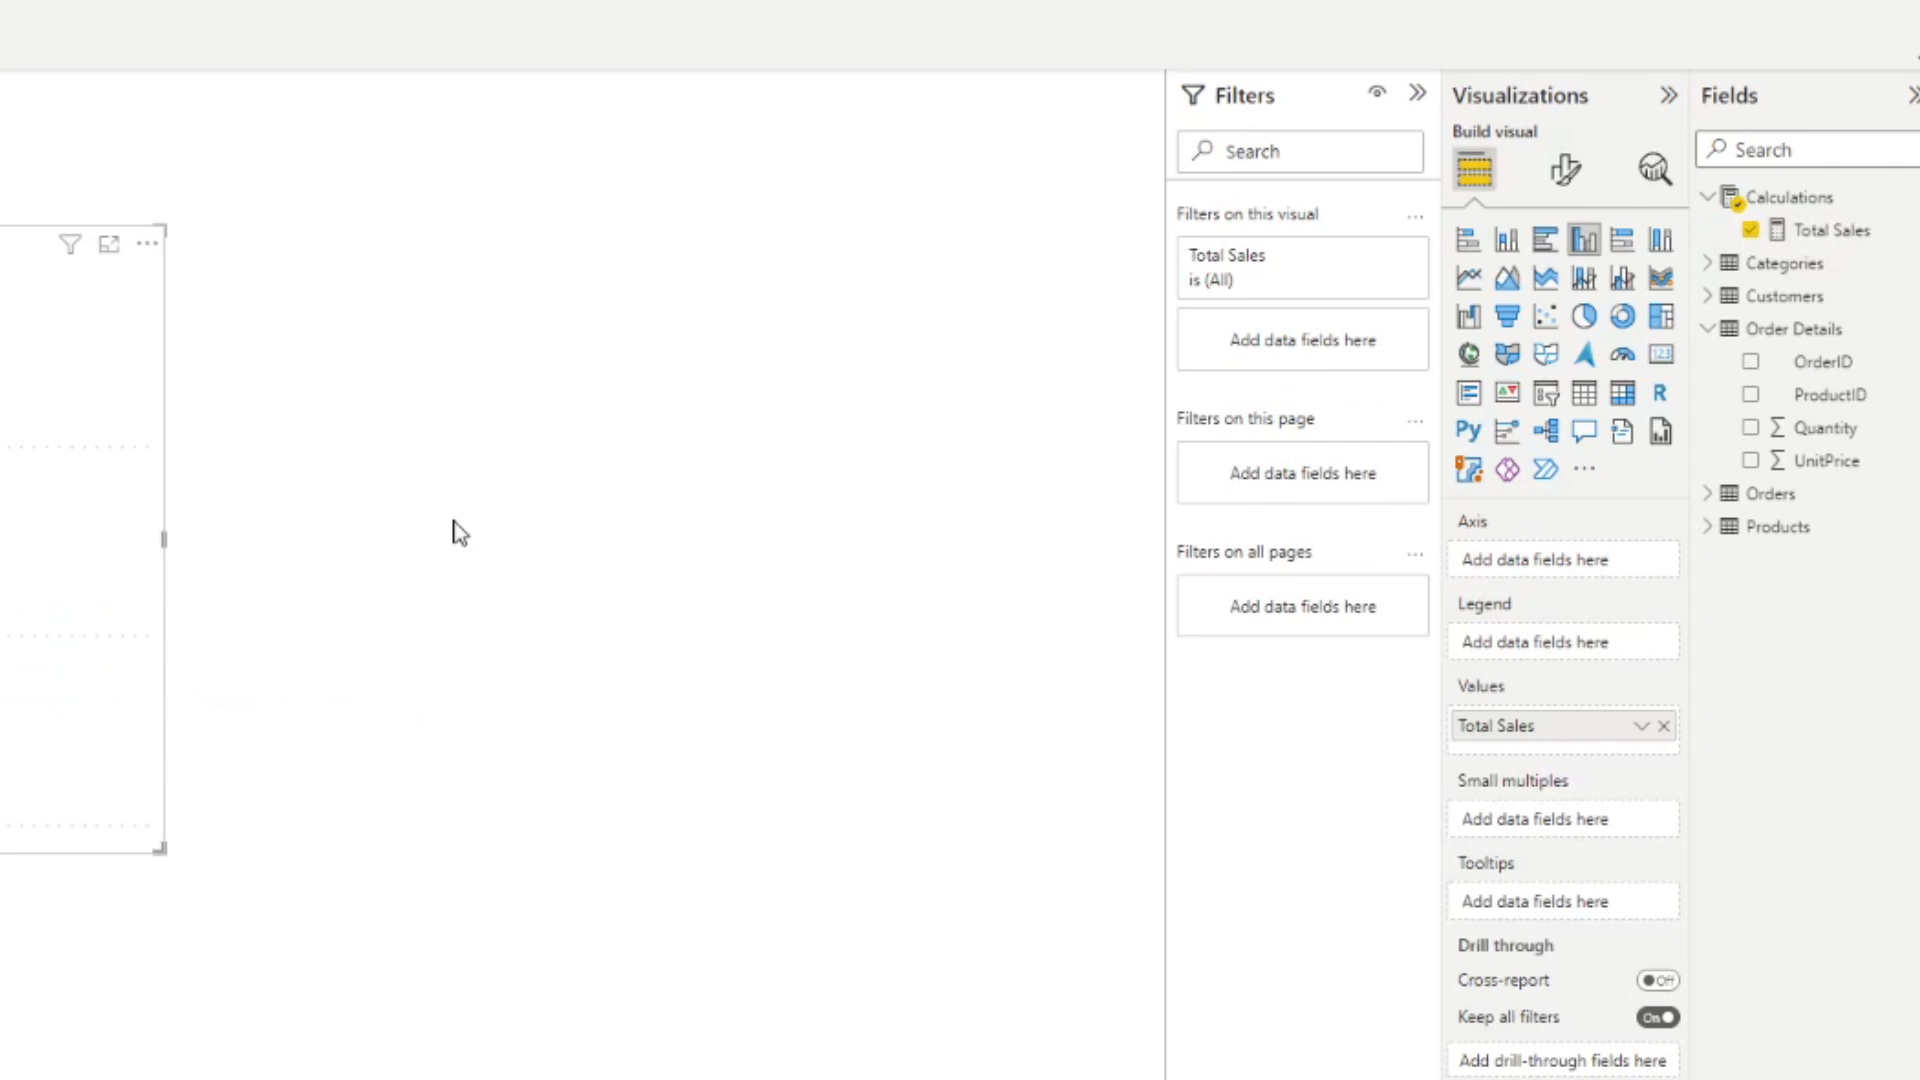 Filters
Search
Filters on this visual
Total Sales
is (All)
Add data fields here
Filters on this page
Add data fields here
Filters on all pages
Add data fields here
Visualizations
Build visual
123
R
Py
Axis
Add data fields here
Legend
Add data fields here
Values
Total Sales
Small multiples
Add data fields here
Tooltips
Add data fields here
Drill through
Cross-report
Off
Keep all filters
On
Add drill-through fields here
Fields
Search
Calculations
Total Sales
Categories
Customers
Order Details
OrderID
ProductID
Quantity
UnitPrice
Orders
Products